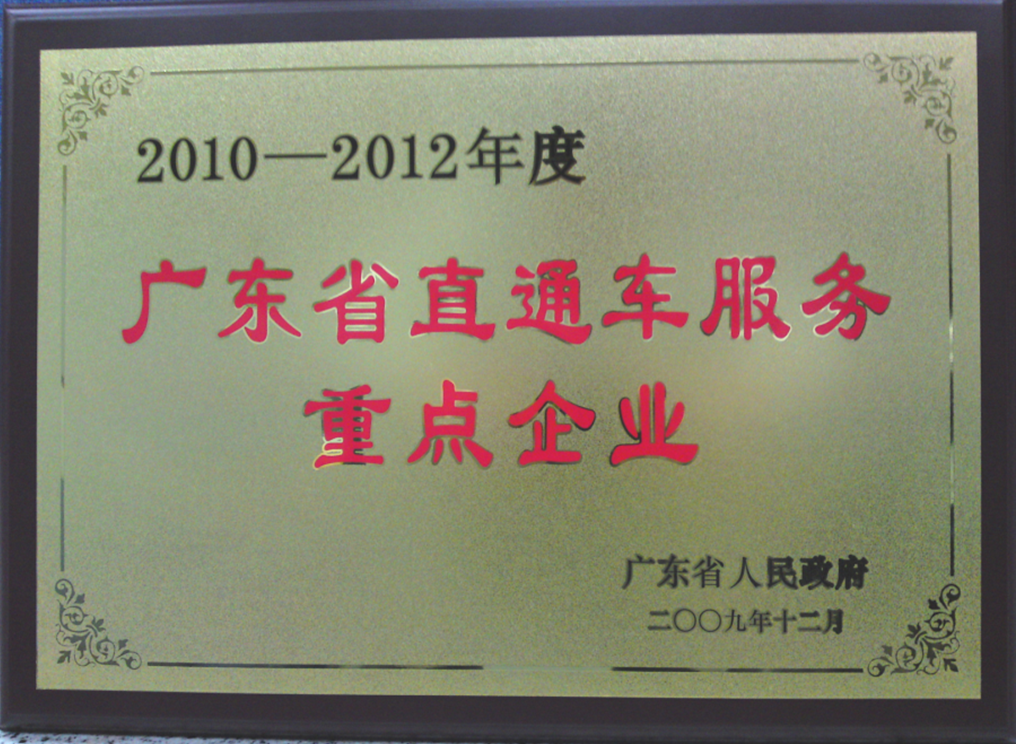 2010—2012年度
广东省直通车服务
重点企业
广东省人民政府
二〇〇九年十二月